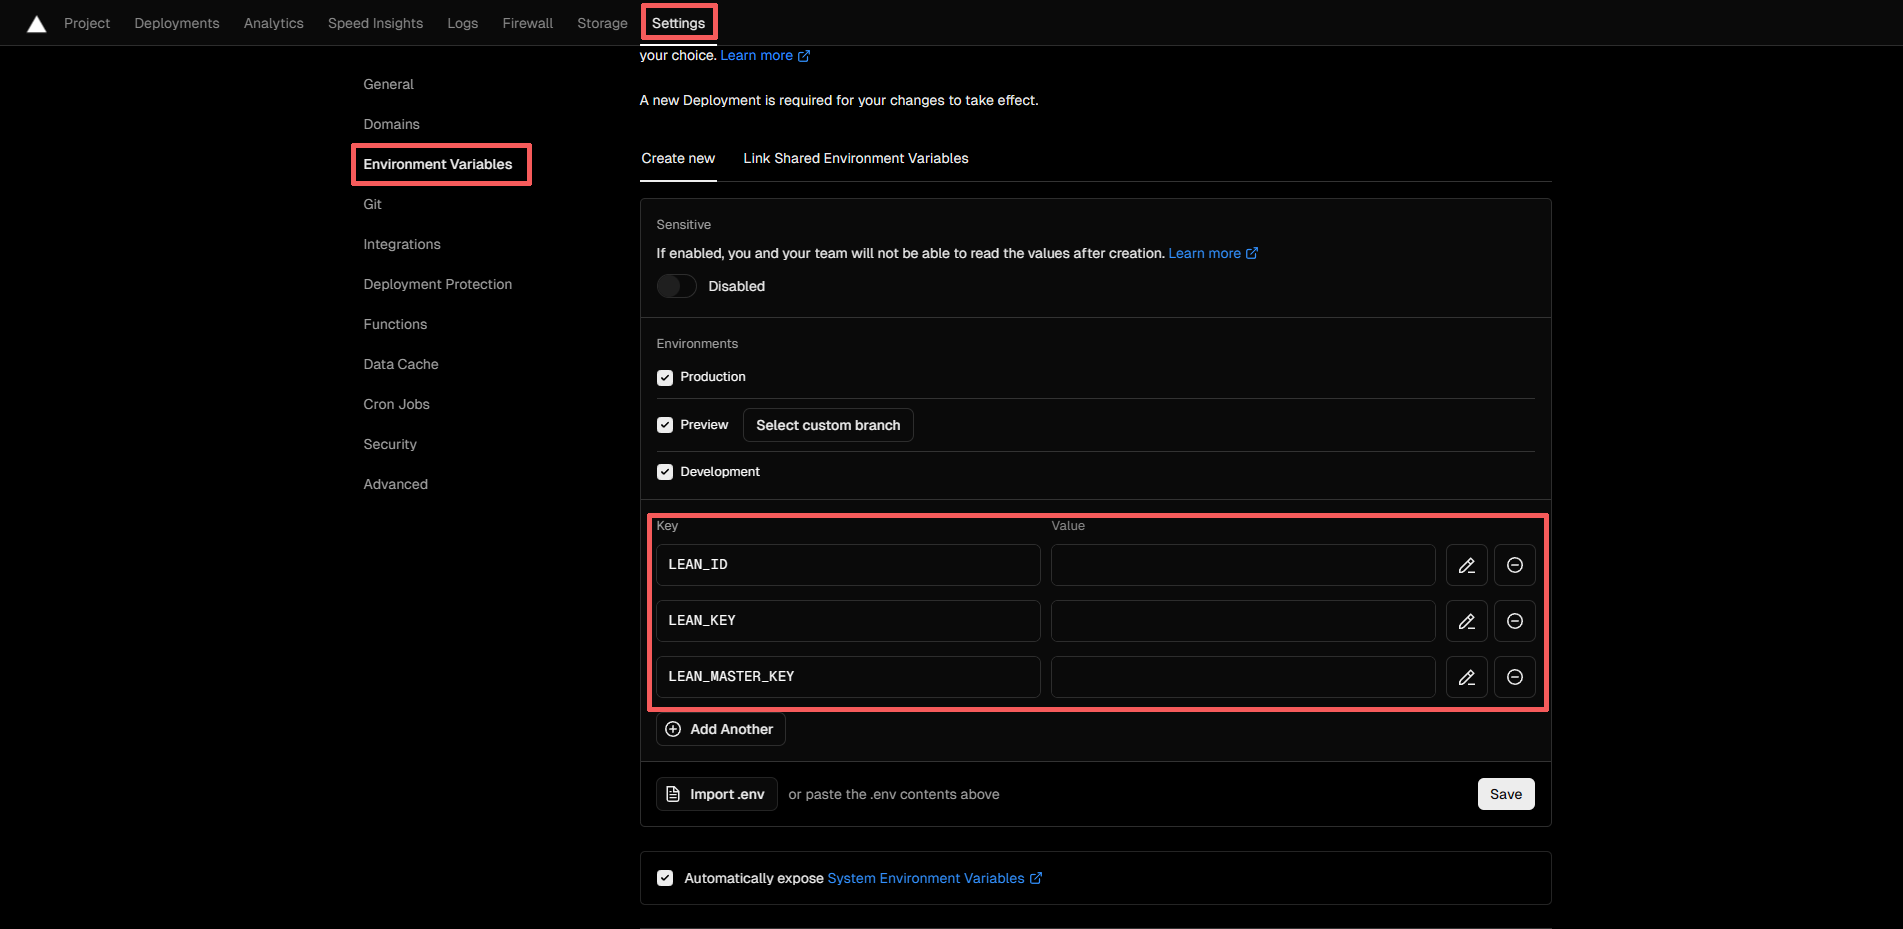 Project Deployments Analytics Speed Insights Logs Firewall Storage Settings
your choice. Learn more
A new Deployment is required for your changes to take effect.
General
Domains
Environment Variables
Git
Integrations
Deployment Protection
Functions
Data Cache
Cron Jobs
Security
Advanced
Create new Link Shared Environment Variables
Sensitive
If enabled, you and your team will not be able to read the values after creation. Learn more
Disabled
Environments
Production
Preview Select custom branch
Development
Key Value
LEAN_ID
LEAN_KEY
LEAN_MASTER_KEY
Add Another
Import .env or paste the .env contents above Save
Automatically expose System Environment Variables